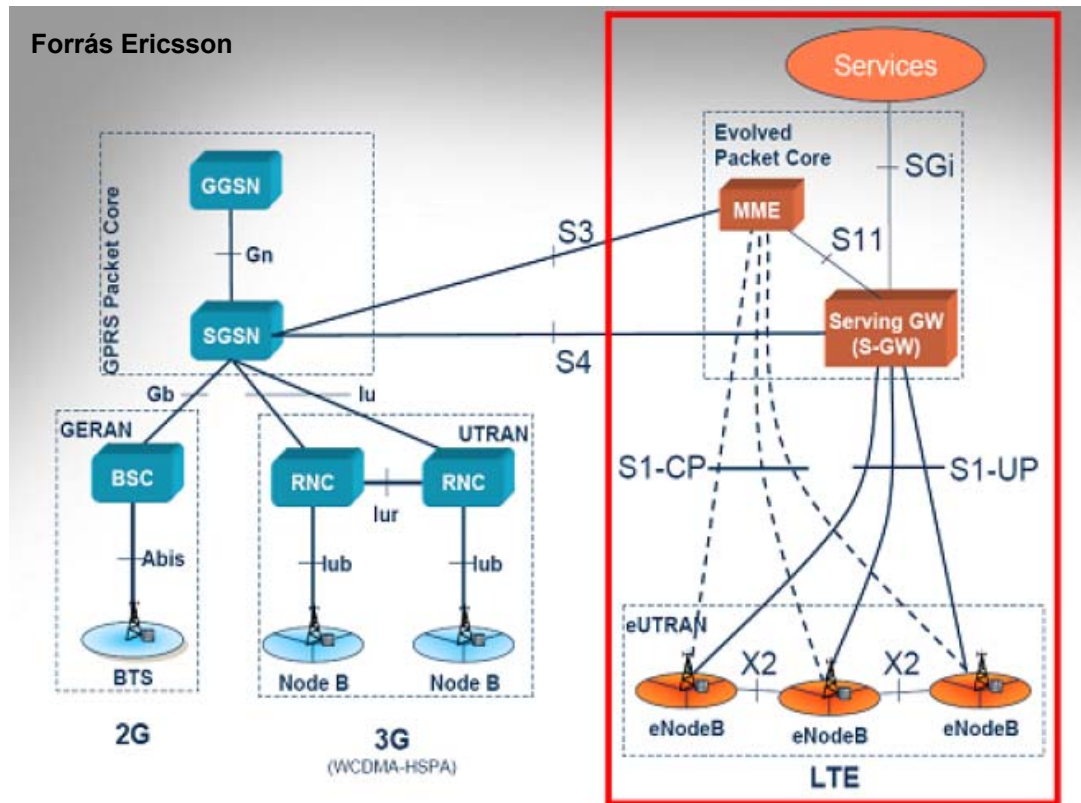 Forrás Ericsson
Services
Evolved
Packet Core
SGi
GPRS Packet Core
GGSN
MME
S3
S11
Gn
SGSN
Serving GW
(S-GW)
S4
Gb
Iu
GERAN
UTRAN
BSC
RNC
RNC
S1-CP
S1-UP
Iur
Abis
Iub
Iub
eUTRAN
X2
X2
BTS
Node B
Node B
eNodeB
eNodeB
eNodeB
2G
3G
(WCDMA-HSPA)
LTE